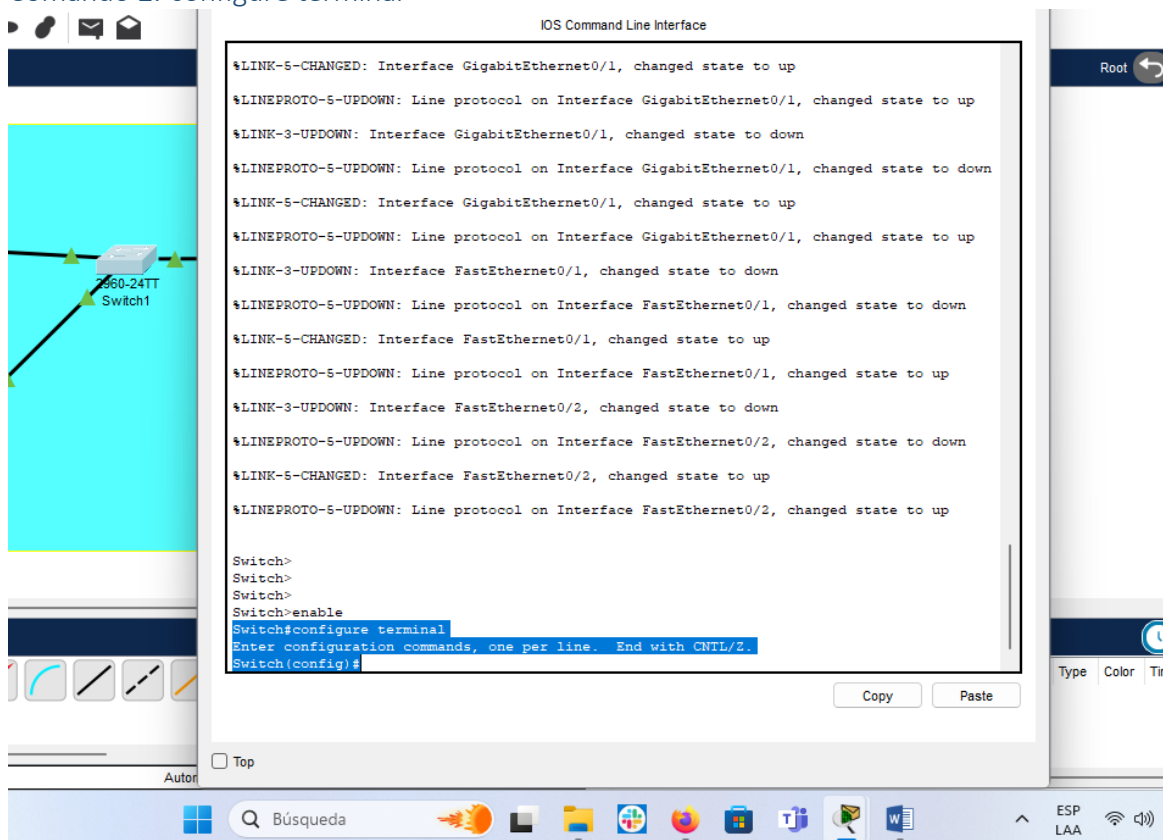 Comando 2: configure terminal
IOS Command Line Interface
%LINK-5-CHANGED: Interface GigabitEthernet0/1, changed state to up
%LINEPROTO-5-UPDOWN: Line protocol on Interface GigabitEthernet0/1, changed state to up
%LINK-3-UPDOWN: Interface GigabitEthernet0/1, changed state to down
%LINEPROTO-5-UPDOWN: Line protocol on Interface GigabitEthernet0/1, changed state to down
%LINK-5-CHANGED: Interface GigabitEthernet0/1, changed state to up
%LINEPROTO-5-UPDOWN: Line protocol on Interface GigabitEthernet0/1, changed state to up
%LINK-3-UPDOWN: Interface FastEthernet0/1, changed state to down
%LINEPROTO-5-UPDOWN: Line protocol on Interface FastEthernet0/1, changed state to down
%LINK-5-CHANGED: Interface FastEthernet0/1, changed state to up
%LINEPROTO-5-UPDOWN: Line protocol on Interface FastEthernet0/1, changed state to up
%LINK-3-UPDOWN: Interface FastEthernet0/2, changed state to down
%LINEPROTO-5-UPDOWN: Line protocol on Interface FastEthernet0/2, changed state to down
%LINK-5-CHANGED: Interface FastEthernet0/2, changed state to up
%LINEPROTO-5-UPDOWN: Line protocol on Interface FastEthernet0/2, changed state to up
Switch>
Switch>
Switch>
Switch>enable
Switch#configure terminal
Enter configuration commands, one per line. End with CNTL/Z.
Switch(config)#
Copy Paste
Top
2960-24TT
Switch1
Root
Type Color
Búsqueda
ESP
LAA